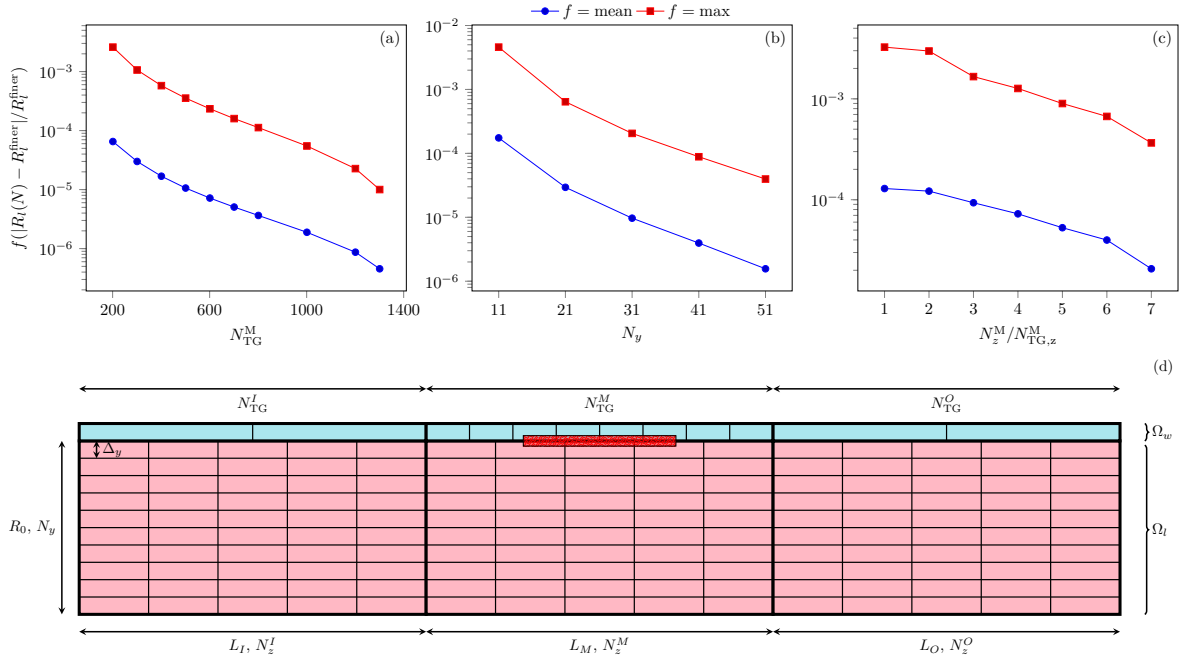 f = mean f = max
(a)
10^−3
10^−4
10^−5
10^−6
200 600 1000 1400
N_TG^M
f(|R_l(N) − R_l^finer|/R_l^finer)
(b)
10^−2
10^−3
10^−4
10^−5
10^−6
11 21 31 41 51
N_y
(c)
10^−3
10^−4
1 2 3 4 5 6 7
N_z^M/N_TG,z^M
(d)
N_TG^I N_TG^M N_TG^O
Ω_w
Δ_y
R_0, N_y
Ω_l
L_I, N_z^I L_M, N_z^M L_O, N_z^O